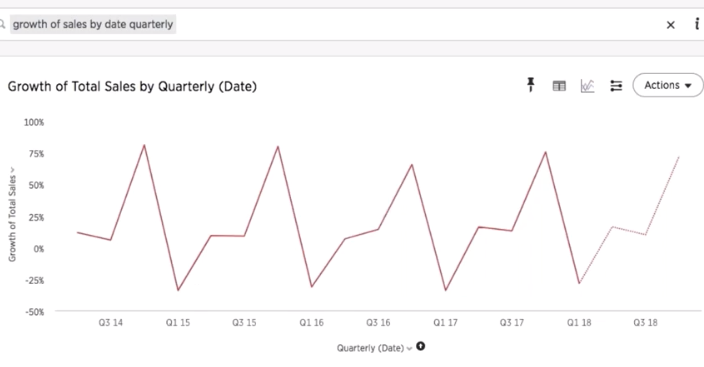 growth of sales by date quarterly
Growth of Total Sales by Quarterly (Date)
Actions
100%
75%
50%
25%
0%
-25%
-50%
Growth of Total Sales
Q3 14 Q1 15 Q3 15 Q1 16 Q3 16 Q1 17 Q3 17 Q1 18 Q3 18
Quarterly (Date)